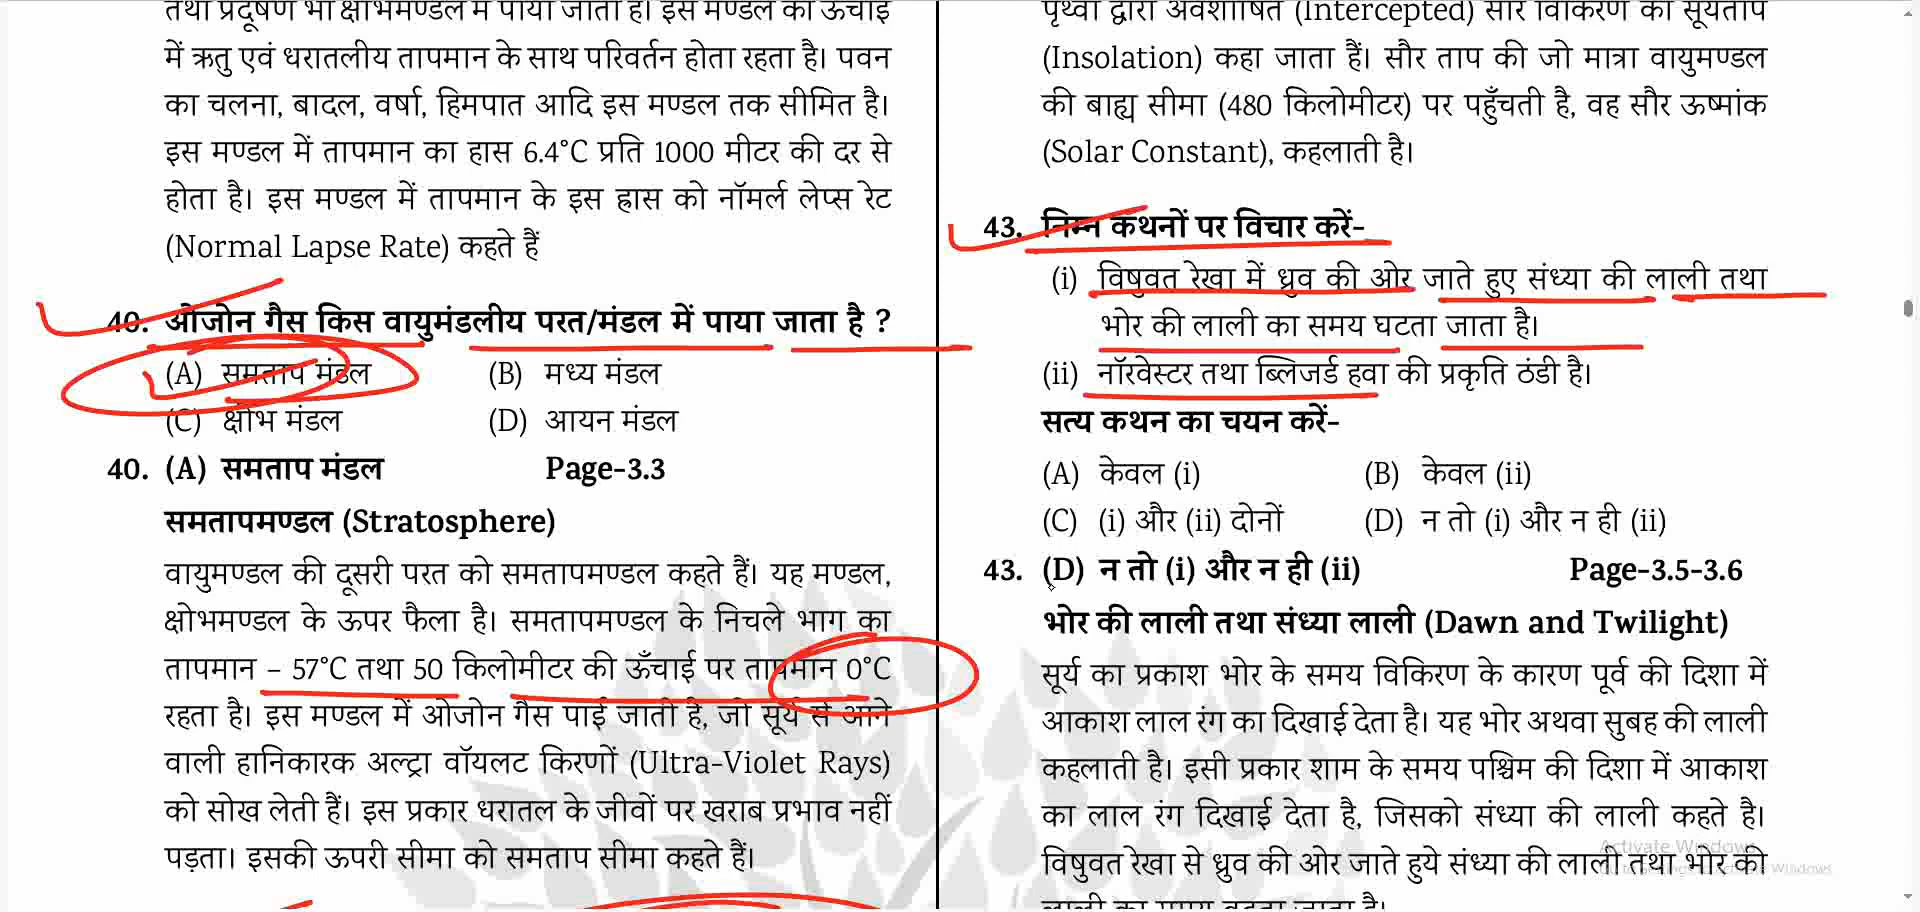 तथा प्रदूषण भी क्षोभमण्डल में पाया जाता है। इस मण्डल की ऊँचाई
में ऋतु एवं धरातलीय तापमान के साथ परिवर्तन होता रहता है। पवन
का चलना, बादल, वर्षा, हिमपात आदि इस मण्डल तक सीमित है।
इस मण्डल में तापमान का हास 6.4°C प्रति 1000 मीटर की दर से
होता है। इस मण्डल में तापमान के इस ह्रास को नॉमर्ल लेप्स रेट
(Normal Lapse Rate) कहते हैं
40. ओजोन गैस किस वायुमंडलीय परत/मंडल में पाया जाता है ?
(A) समताप मंडल (B) मध्य मंडल
(C) क्षोभ मंडल (D) आयन मंडल
40. (A) समताप मंडल Page-3.3
समतापमण्डल (Stratosphere)
वायुमण्डल की दूसरी परत को समतापमण्डल कहते हैं। यह मण्डल,
क्षोभमण्डल के ऊपर फैला है। समतापमण्डल के निचले भाग का
तापमान – 57°C तथा 50 किलोमीटर की ऊँचाई पर तापमान 0°C
रहता है। इस मण्डल में ओजोन गैस पाई जाती है, जो सूर्य से आने
वाली हानिकारक अल्ट्रा वॉयलट किरणों (Ultra-Violet Rays)
को सोख लेती हैं। इस प्रकार धरातल के जीवों पर खराब प्रभाव नहीं
पड़ता। इसकी ऊपरी सीमा को समताप सीमा कहते हैं।
पृथ्वी द्वारा अवशोषित (Intercepted) सौर विकिरण को सूर्यताप
(Insolation) कहा जाता हैं। सौर ताप की जो मात्रा वायुमण्डल
की बाह्य सीमा (480 किलोमीटर) पर पहुँचती है, वह सौर ऊष्मांक
(Solar Constant), कहलाती है।
43. निम्न कथनों पर विचार करें-
(i) विषुवत रेखा में ध्रुव की ओर जाते हुए संध्या की लाली तथा
भोर की लाली का समय घटता जाता है।
(ii) नॉरवेस्टर तथा ब्लिजर्ड हवा की प्रकृति ठंडी है।
सत्य कथन का चयन करें-
(A) केवल (i) (B) केवल (ii)
(C) (i) और (ii) दोनों (D) न तो (i) और न ही (ii)
43. (D) न तो (i) और न ही (ii) Page-3.5-3.6
भोर की लाली तथा संध्या लाली (Dawn and Twilight)
सूर्य का प्रकाश भोर के समय विकिरण के कारण पूर्व की दिशा में
आकाश लाल रंग का दिखाई देता है। यह भोर अथवा सुबह की लाली
कहलाती है। इसी प्रकार शाम के समय पश्चिम की दिशा में आकाश
का लाल रंग दिखाई देता है, जिसको संध्या की लाली कहते है।
विषुवत रेखा से ध्रुव की ओर जाते हुये संध्या की लाली तथा भोर की
लाली का समय बढ़ता जाता है।
Activate Windows